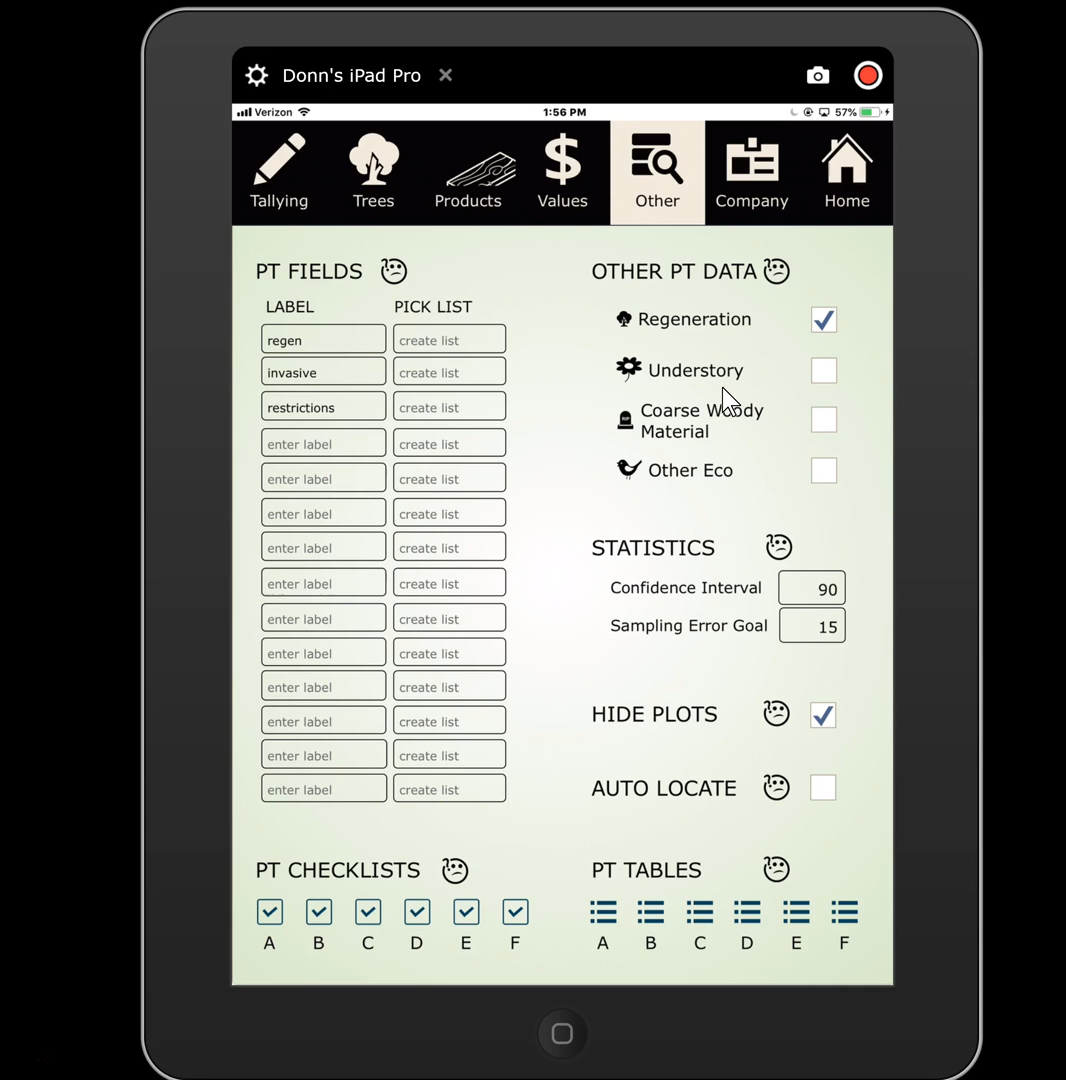 Donn's iPad Pro
Verizon 1:56 PM 57%
Tallying Trees Products Values Other Company Home
PT FIELDS
LABEL PICK LIST
regen create list
invasive create list
restrictions create list
enter label create list
enter label create list
enter label create list
enter label create list
enter label create list
enter label create list
enter label create list
enter label create list
enter label create list
enter label create list
enter label create list
OTHER PT DATA
Regeneration
Understory
Coarse Woody
Material
Other Eco
STATISTICS
Confidence Interval 90
Sampling Error Goal 15
HIDE PLOTS
AUTO LOCATE
PT CHECKLISTS
A B C D E F
PT TABLES
A B C D E F